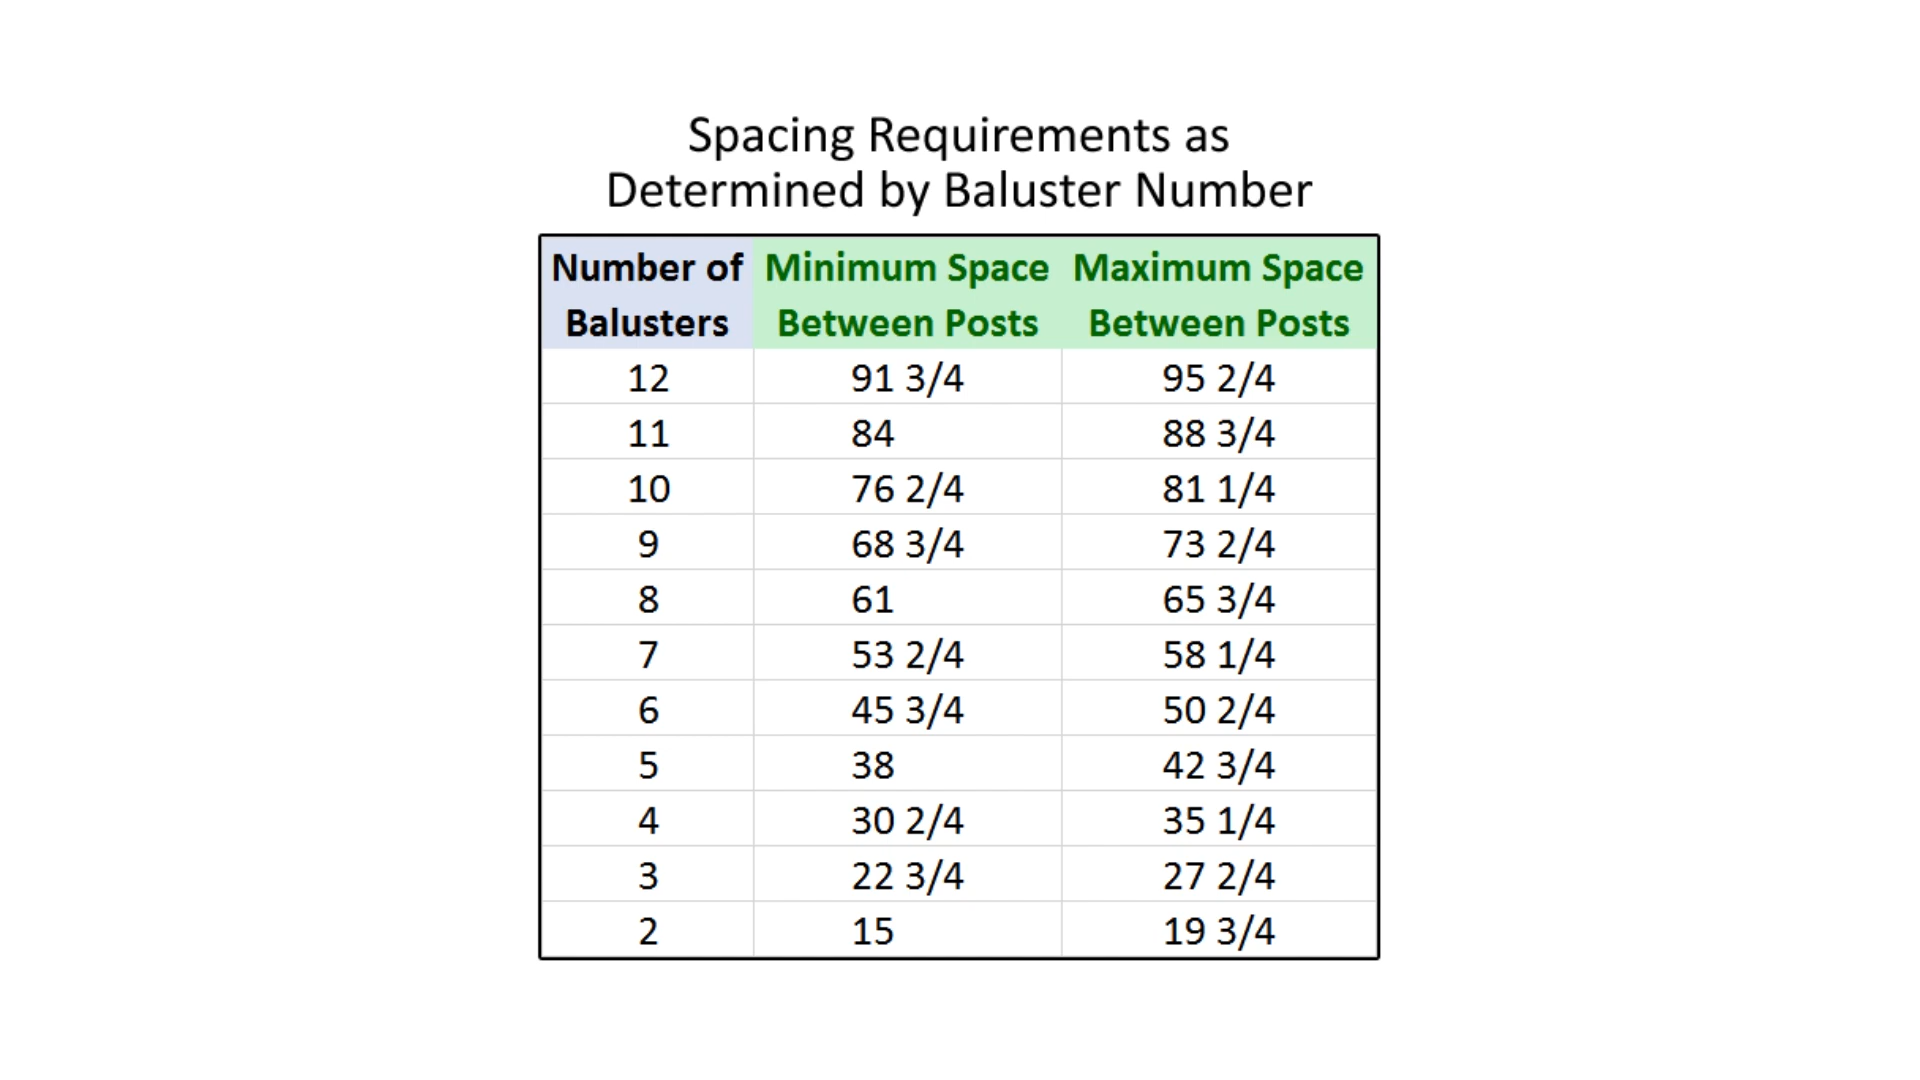 Spacing Requirements as
Determined by Baluster Number
Number of Minimum Space Maximum Space
Balusters Between Posts Between Posts
12 91 3/4 95 2/4
11 84 88 3/4
10 76 2/4 81 1/4
9 68 3/4 73 2/4
8 61 65 3/4
7 53 2/4 58 1/4
6 45 3/4 50 2/4
5 38 42 3/4
4 30 2/4 35 1/4
3 22 3/4 27 2/4
2 15 19 3/4